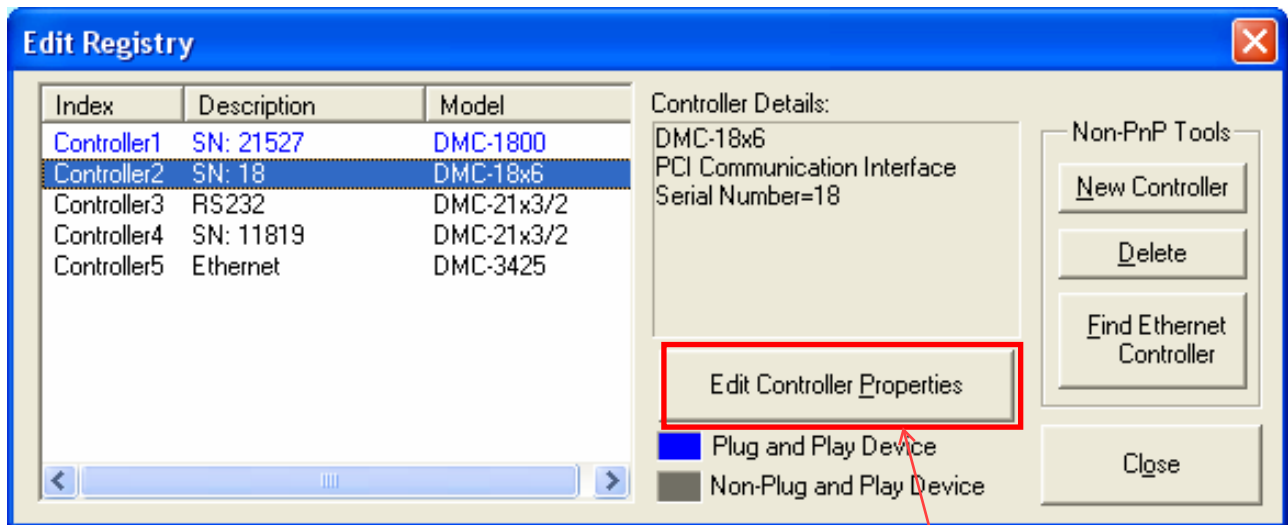 Edit Registry
Index Description Model
Controller1 SN: 21527 DMC-1800
Controller2 SN: 18 DMC-18x6
Controller3 RS232 DMC-21x3/2
Controller4 SN: 11819 DMC-21x3/2
Controller5 Ethernet DMC-3425
Controller Details:
DMC-18x6
PCI Communication Interface
Serial Number=18
Edit Controller Properties
Plug and Play Device
Non-Plug and Play Device
Non-PnP Tools
New Controller
Delete
Find Ethernet
Controller
Close